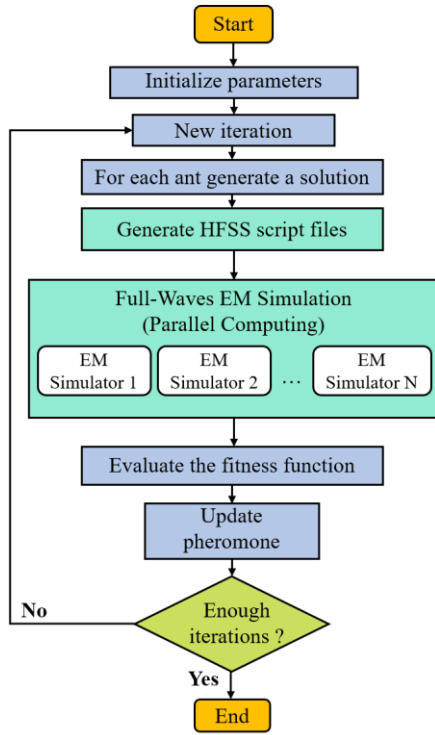 Start
Initialize parameters
New iteration
For each ant generate a solution
Generate HFSS script files
Full-Waves EM Simulation
(Parallel Computing)
EM
Simulator 1
EM
Simulator 2
...
EM
Simulator N
Evaluate the fitness function
Update
pheromone
Enough
iterations ?
No
Yes
End